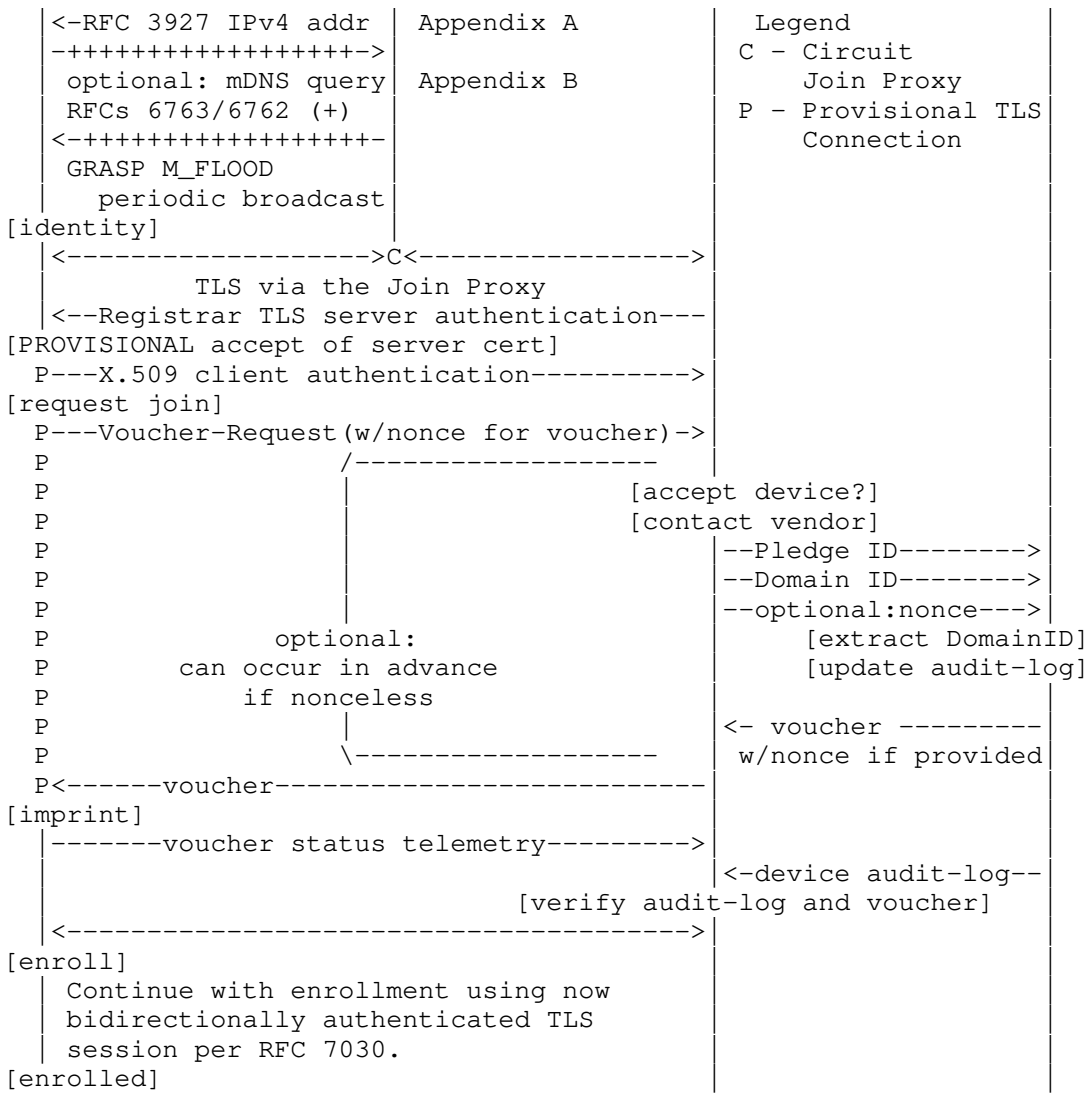 |<-RFC 3927 IPv4 addr | Appendix A         |  Legend            |
  |-++++++++++++++++++->|                    | C - Circuit        |
  | optional: mDNS query| Appendix B         |     Join Proxy     |
  | RFCs 6763/6762 (+)  |                    | P - Provisional TLS|
  |<-++++++++++++++++++-|                    |     Connection     |
  | GRASP M_FLOOD       |                    |                    |
  |   periodic broadcast|                    |                    |
[identity]              |                    |                    |
  |<------------------->C<----------------->|                    |
  |         TLS via the Join Proxy           |                    |
  |<--Registrar TLS server authentication---|                    |
[PROVISIONAL accept of server cert]          |                    |
  P---X.509 client authentication---------->|                    |
[request join]                               |                    |
  P---Voucher-Request(w/nonce for voucher)->|                    |
  P                  /-------------------   |                    |
  P                  |                 [accept device?]          |
  P                  |                 [contact vendor]          |
  P                  |                      |--Pledge ID-------->|
  P                  |                      |--Domain ID-------->|
  P                  |                      |--optional:nonce--->|
  P              optional:                  |     [extract DomainID]
  P        can occur in advance             |     [update audit-log]
  P            if nonceless                 |                    |
  P                  |                      |<- voucher ---------|
  P                  \-------------------   | w/nonce if provided|
  P<------voucher---------------------------|                    |
[imprint]                                   |                    |
  |-------voucher status telemetry--------->|                    |
  |                                         |<-device audit-log--|
  |                             [verify audit-log and voucher]   |
  |<--------------------------------------->|                    |
[enroll]                                    |                    |
  | Continue with enrollment using now      |                    |
  | bidirectionally authenticated TLS       |                    |
  | session per RFC 7030.                   |                    |
[enrolled]                                  |                    |